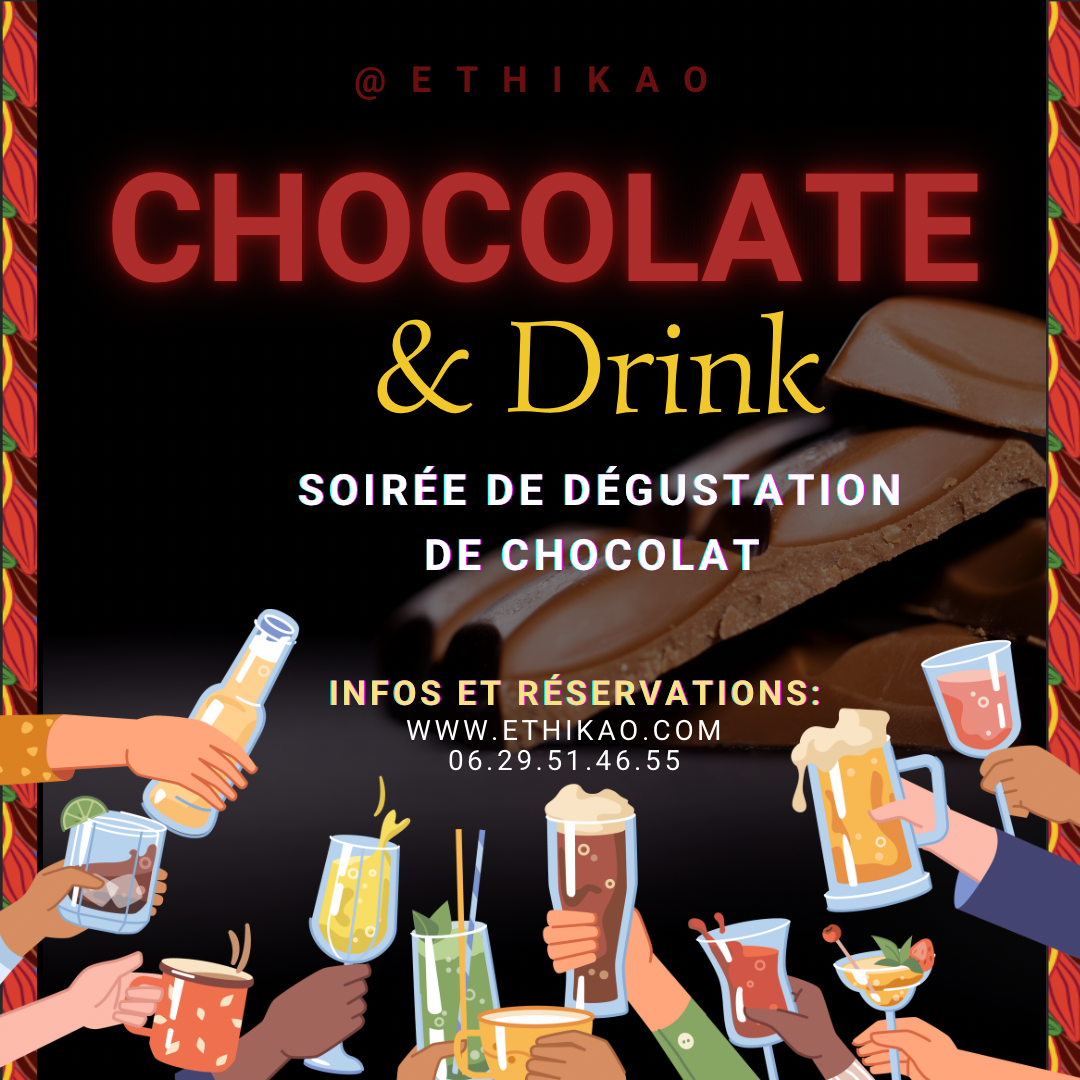 @ETHIKAO
CHOCOLATE
& Drink
SOIRÉE DE DÉGUSTATION
DE CHOCOLAT
INFOS ET RÉSERVATIONS:
WWW.ETHIKAO.COM
06.29.51.46.55